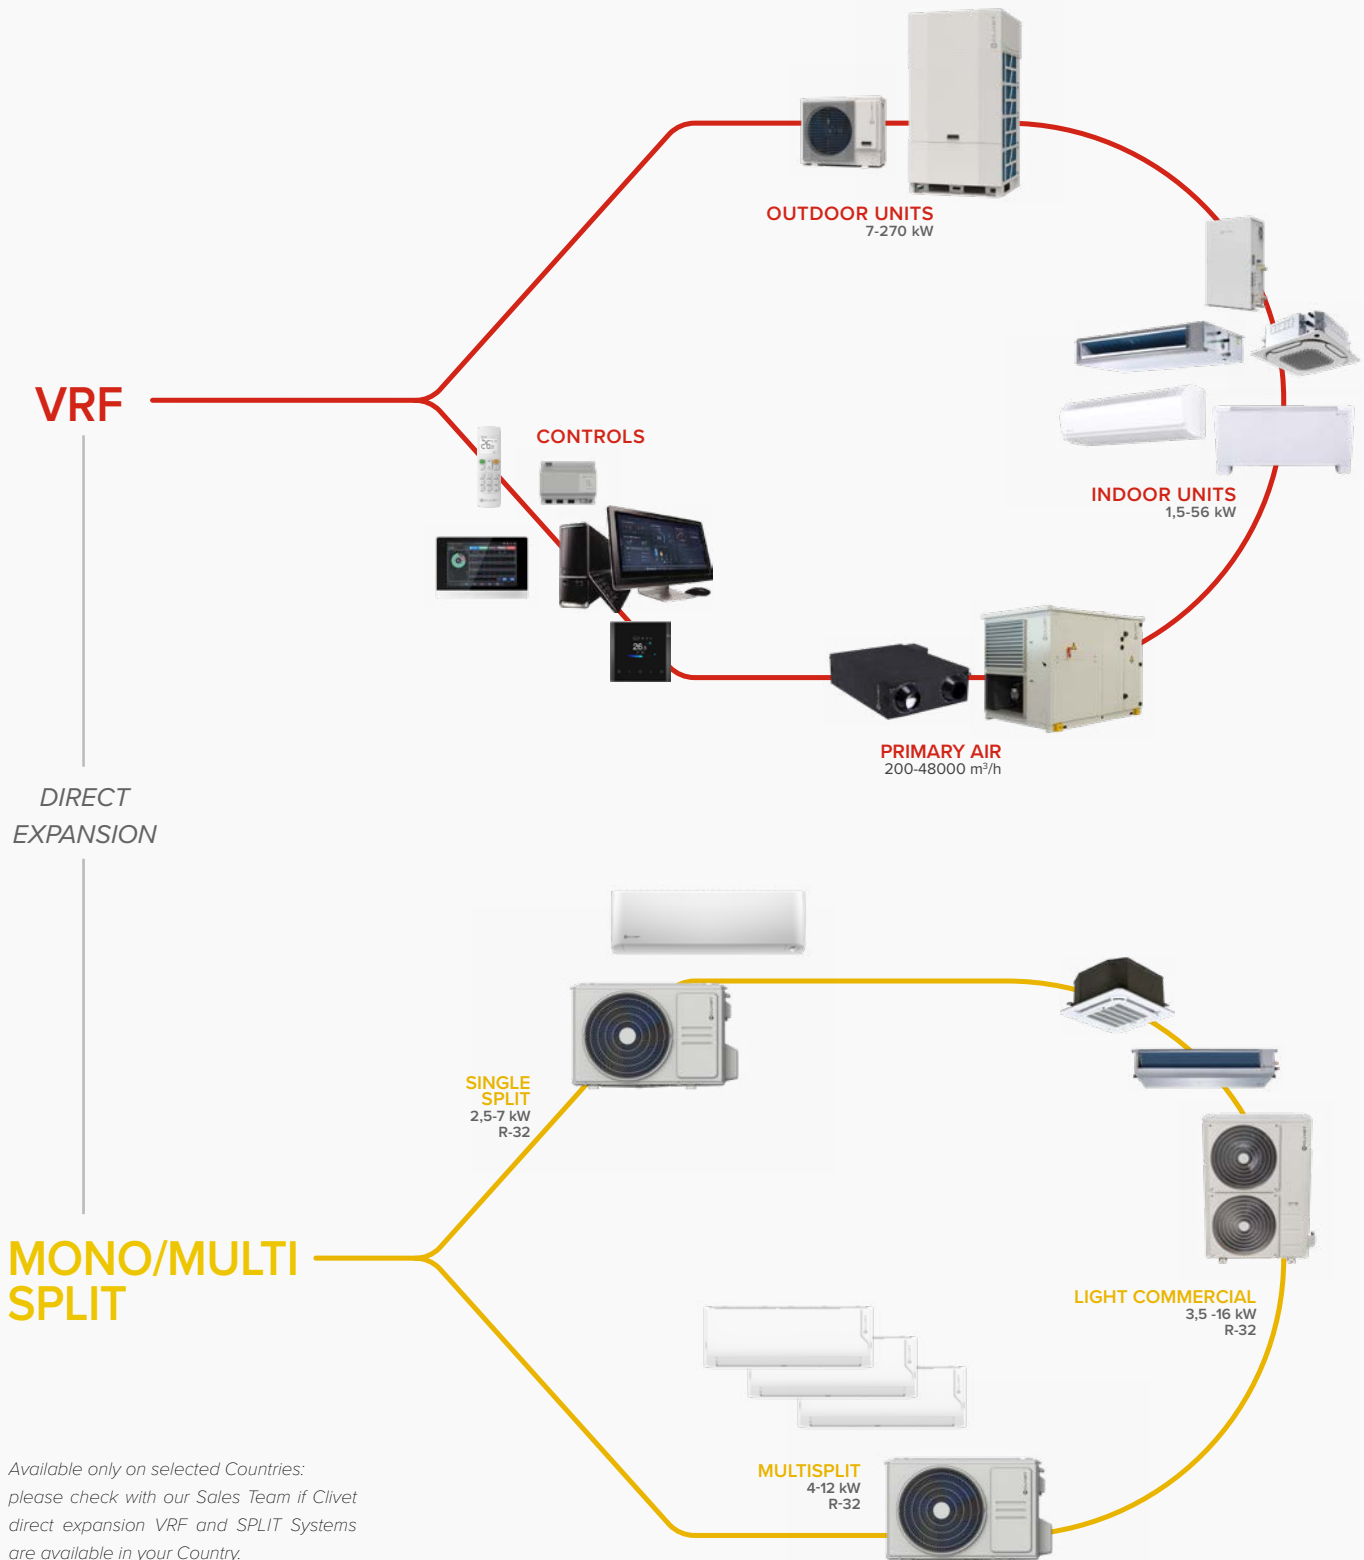 OUTDOOR UNITS
7-270 kW
VRF
CONTROLS
INDOOR UNITS
1,5-56 kW
PRIMARY AIR
200-48000 m³/h
DIRECT
EXPANSION
SINGLE
SPLIT
2,5-7 kW
R-32
MONO/MULTI
SPLIT
LIGHT COMMERCIAL
3,5 -16 kW
R-32
MULTISPLIT
4-12 kW
R-32
Available only on selected Countries:
please check with our Sales Team if Clivet
direct expansion VRF and SPLIT Systems
are available in your Country.